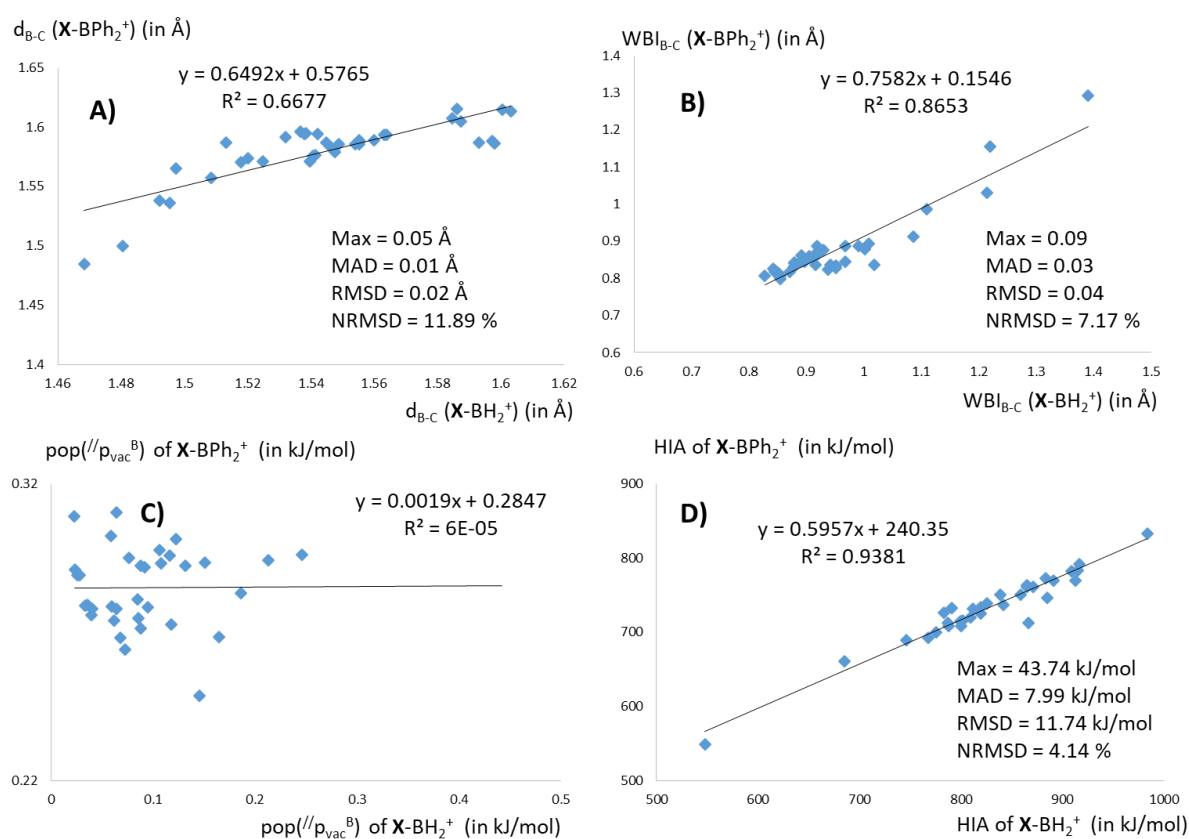 d_B-C (X-BPh₂⁺) (in Å)
1.65
1.6
1.55
1.5
1.45
1.4
1.46
1.48
1.5
1.52
1.54
1.56
1.58
1.6
1.62
A)
y = 0.6492x + 0.5765
R² = 0.6677
Max = 0.05 Å
MAD = 0.01 Å
RMSD = 0.02 Å
NRMSD = 11.89 %
d_B-C (X-BH₂⁺) (in Å)
WBI_B-C (X-BPh₂⁺) (in Å)
1.4
1.3
1.2
1.1
1
0.9
0.8
0.7
0.6
0.6
0.7
0.8
0.9
1
1.1
1.2
1.3
1.4
1.5
B)
y = 0.7582x + 0.1546
R² = 0.8653
Max = 0.09
MAD = 0.03
RMSD = 0.04
NRMSD = 7.17 %
WBI_B-C (X-BH₂⁺) (in Å)
pop(^//p_vac^B) of X-BPh₂⁺ (in kJ/mol)
0.32
0.22
0
0.1
0.2
0.3
0.4
0.5
C)
y = 0.0019x + 0.2847
R² = 6E-05
pop(^//p_vac^B) of X-BH₂⁺ (in kJ/mol)
HIA of X-BPh₂⁺ (in kJ/mol)
900
800
700
600
500
500
600
700
800
900
1000
D)
y = 0.5957x + 240.35
R² = 0.9381
Max = 43.74 kJ/mol
MAD = 7.99 kJ/mol
RMSD = 11.74 kJ/mol
NRMSD = 4.14 %
HIA of X-BH₂⁺ (in kJ/mol)